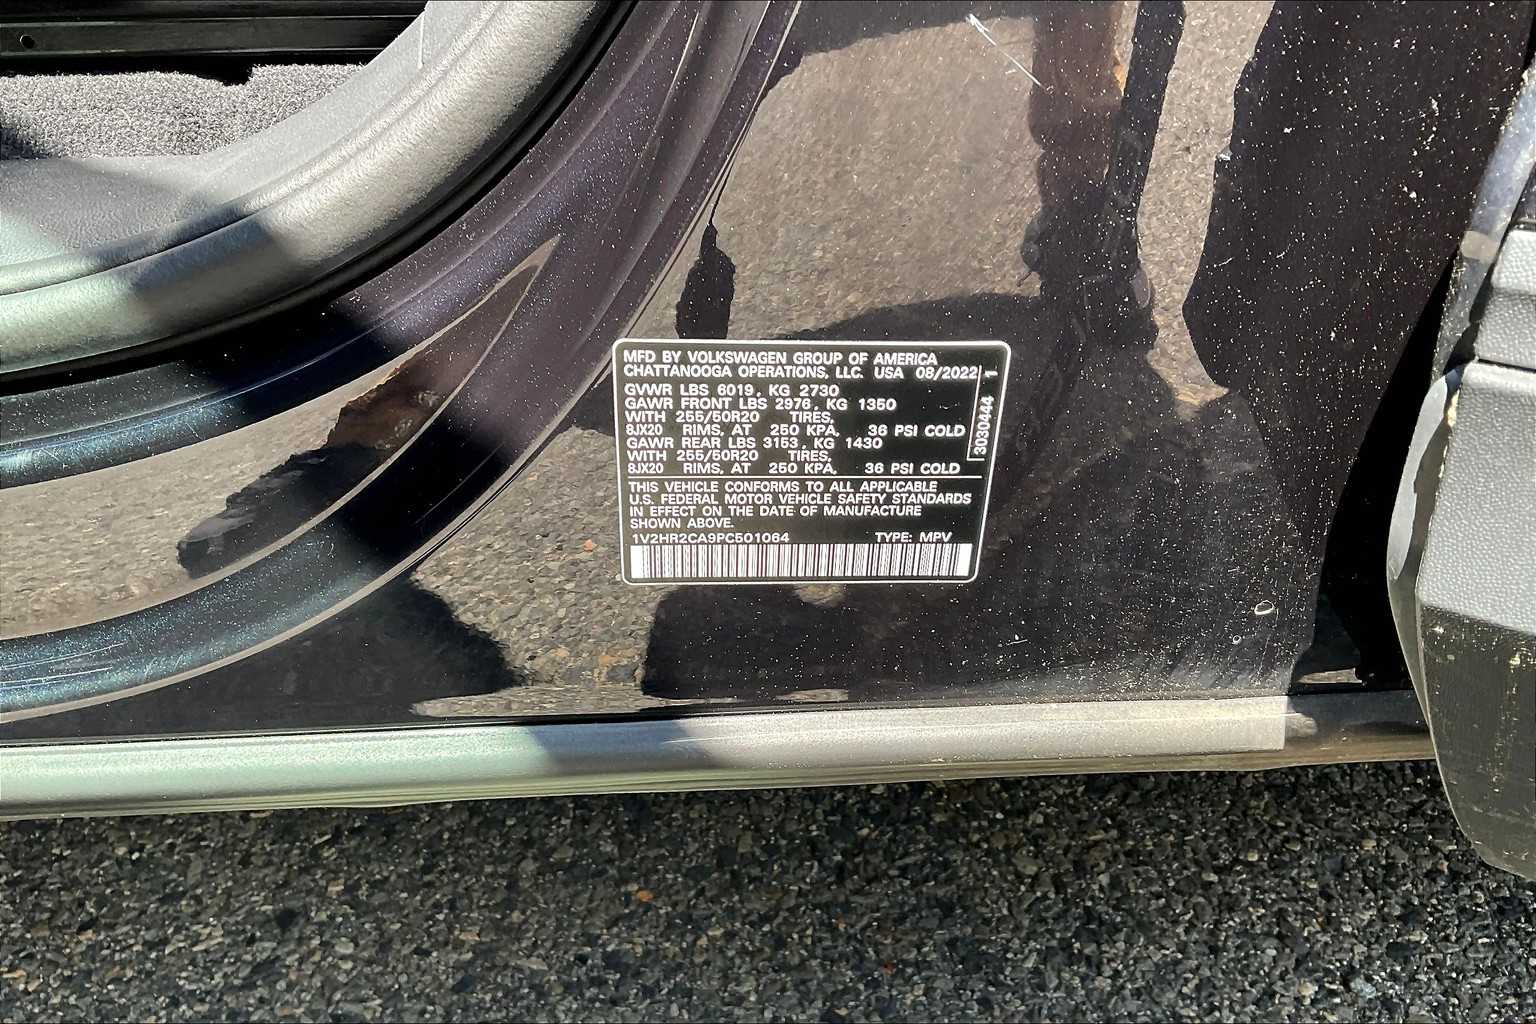 MFD BY VOLKSWAGEN GROUP OF AMERICA
CHATTANOOGA OPERATIONS, LLC. USA 08/2022
GVWR LBS 6019, KG 2730
GAWR FRONT LBS 2976, KG 1350
WITH 255/50R20 TIRES,
8JX20 RIMS, AT 250 KPA, 36 PSI COLD
GAWR REAR LBS 3153, KG 1430
WITH 255/50R20 TIRES,
8JX20 RIMS, AT 250 KPA, 36 PSI COLD
THIS VEHICLE CONFORMS TO ALL APPLICABLE
U.S. FEDERAL MOTOR VEHICLE SAFETY STANDARDS
IN EFFECT ON THE DATE OF MANUFACTURE
SHOWN ABOVE.
1V2HR2CA9PC501064 TYPE: MPV
3030444 1